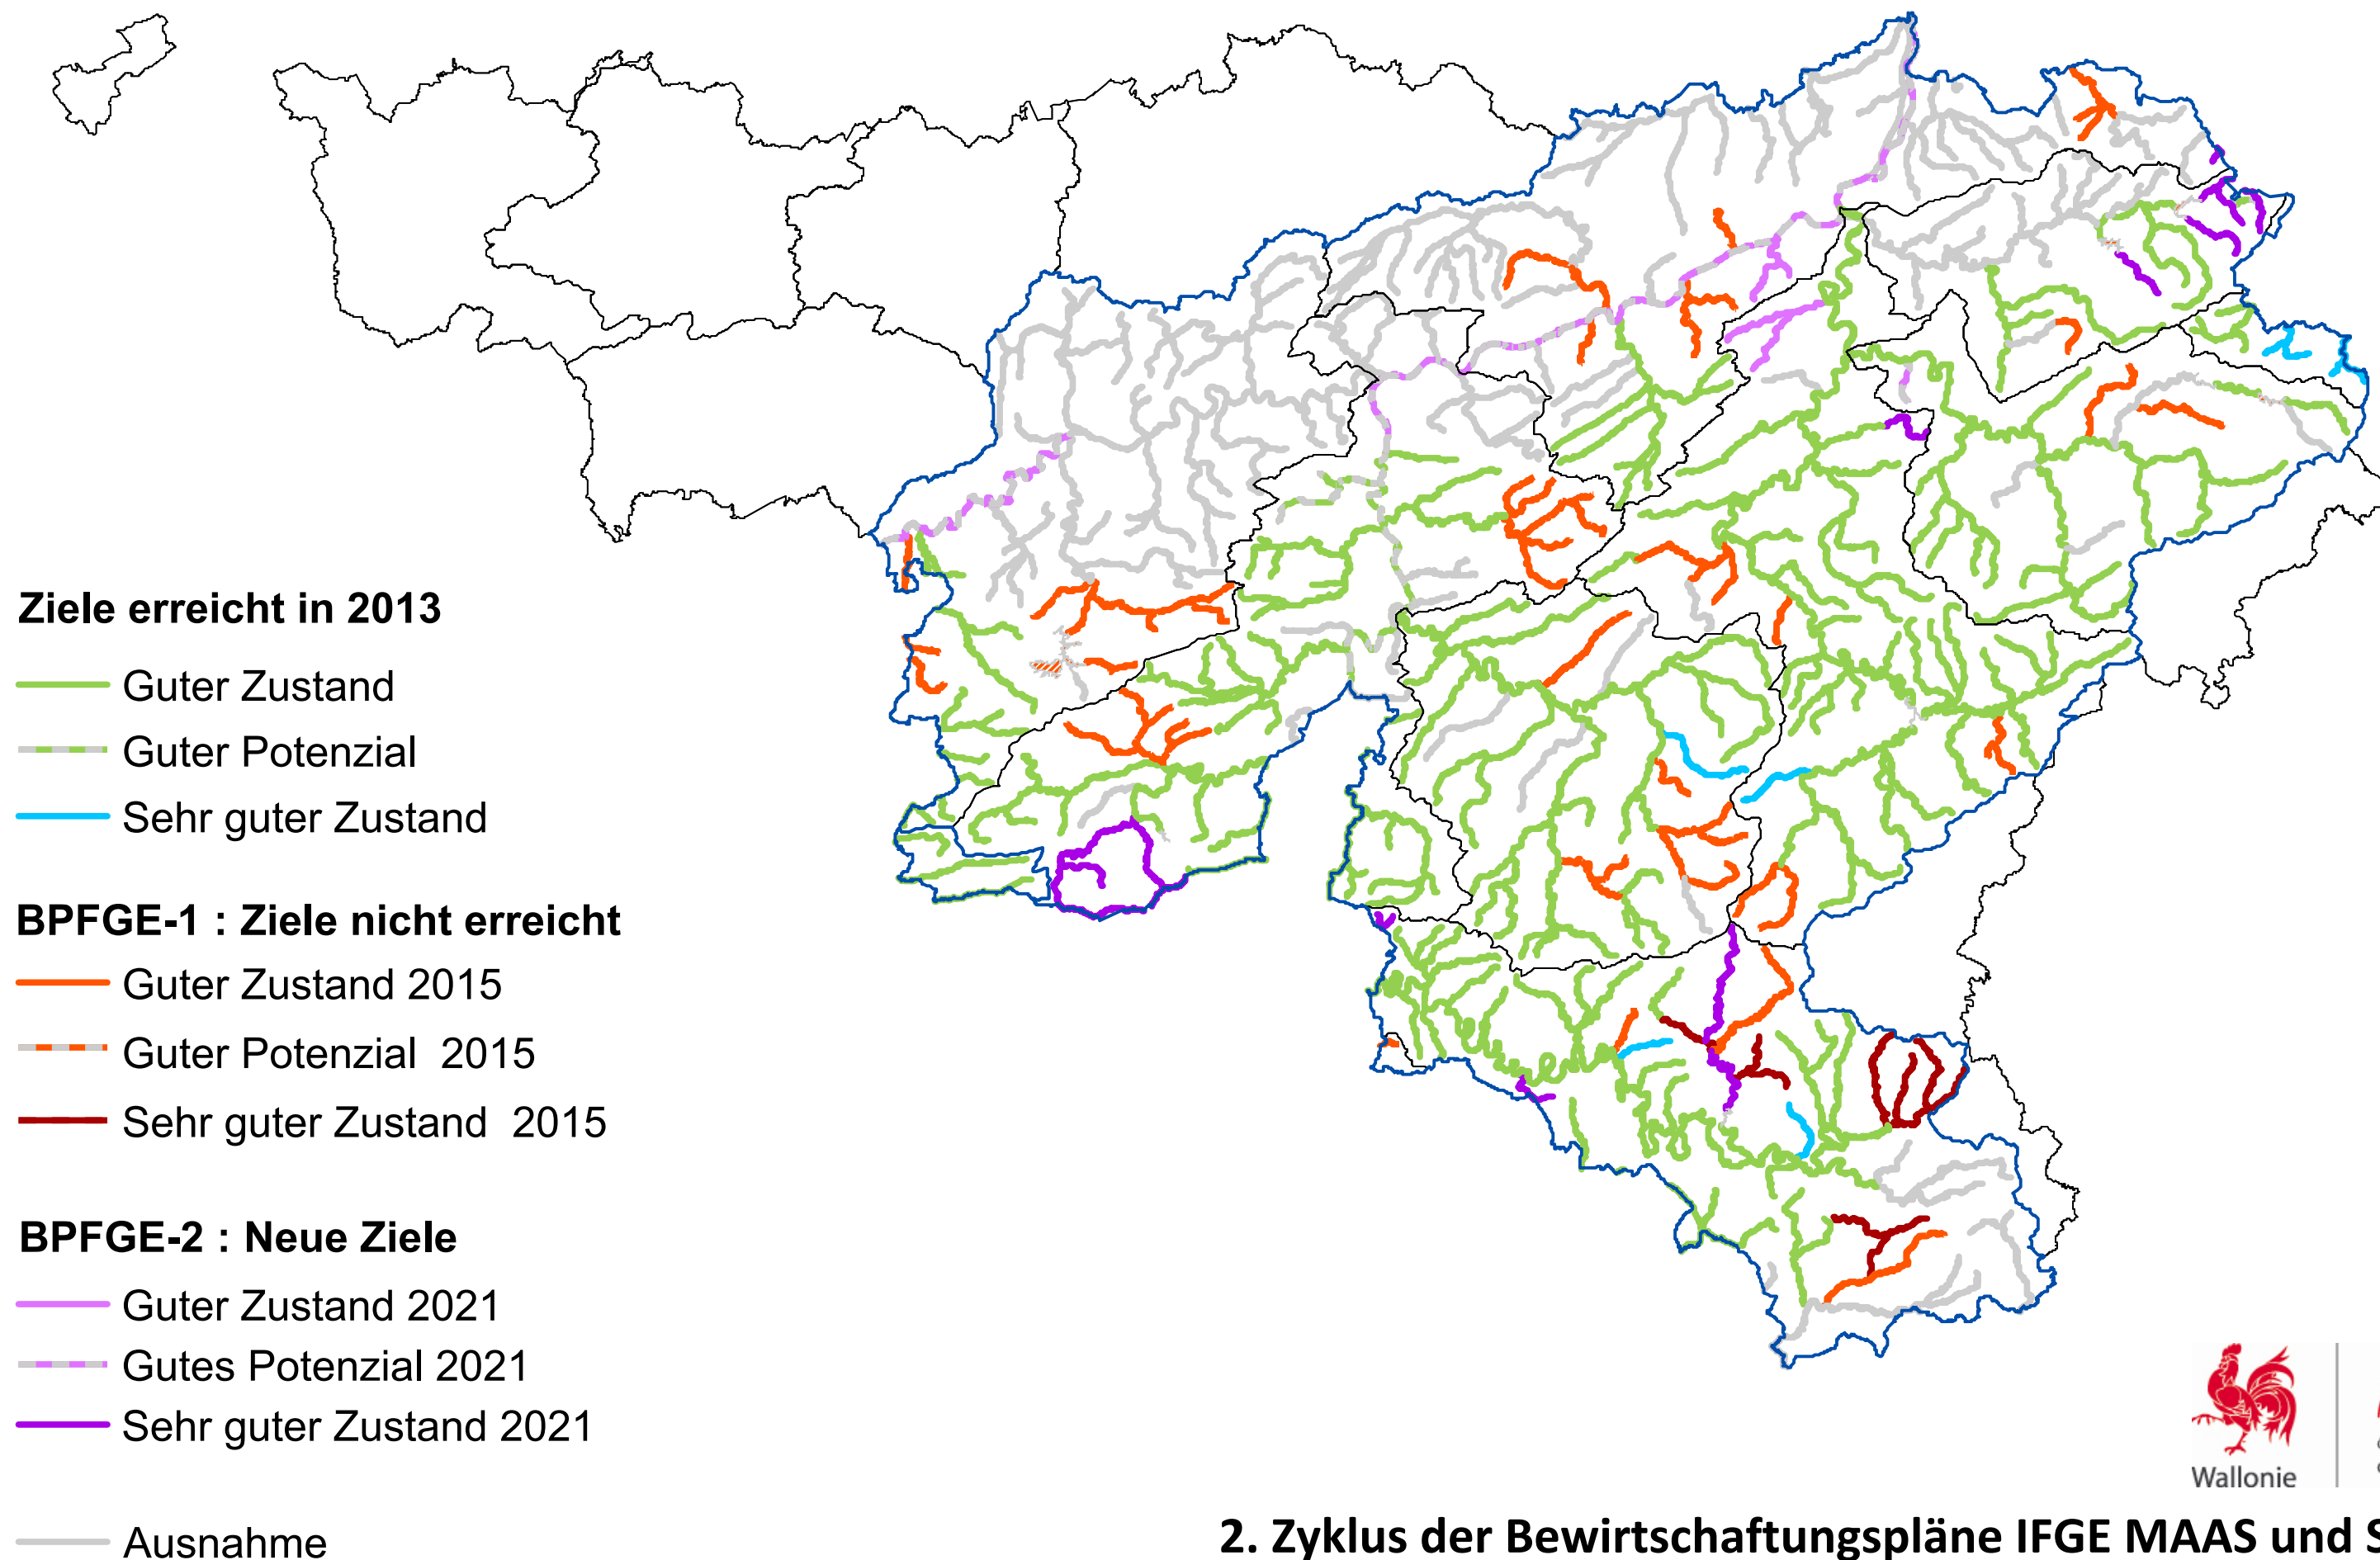 Ziele erreicht in 2013
Guter Zustand
Guter Potenzial
Sehr guter Zustand
BPFGE-1 : Ziele nicht erreicht
Guter Zustand 2015
Guter Potenzial 2015
Sehr guter Zustand 2015
BPFGE-2 : Neue Ziele
Guter Zustand 2021
Gutes Potenzial 2021
Sehr guter Zustand 2021
Ausnahme
Wallonie
2. Zyklus der Bewirtschaftungspläne IFGE MAAS und